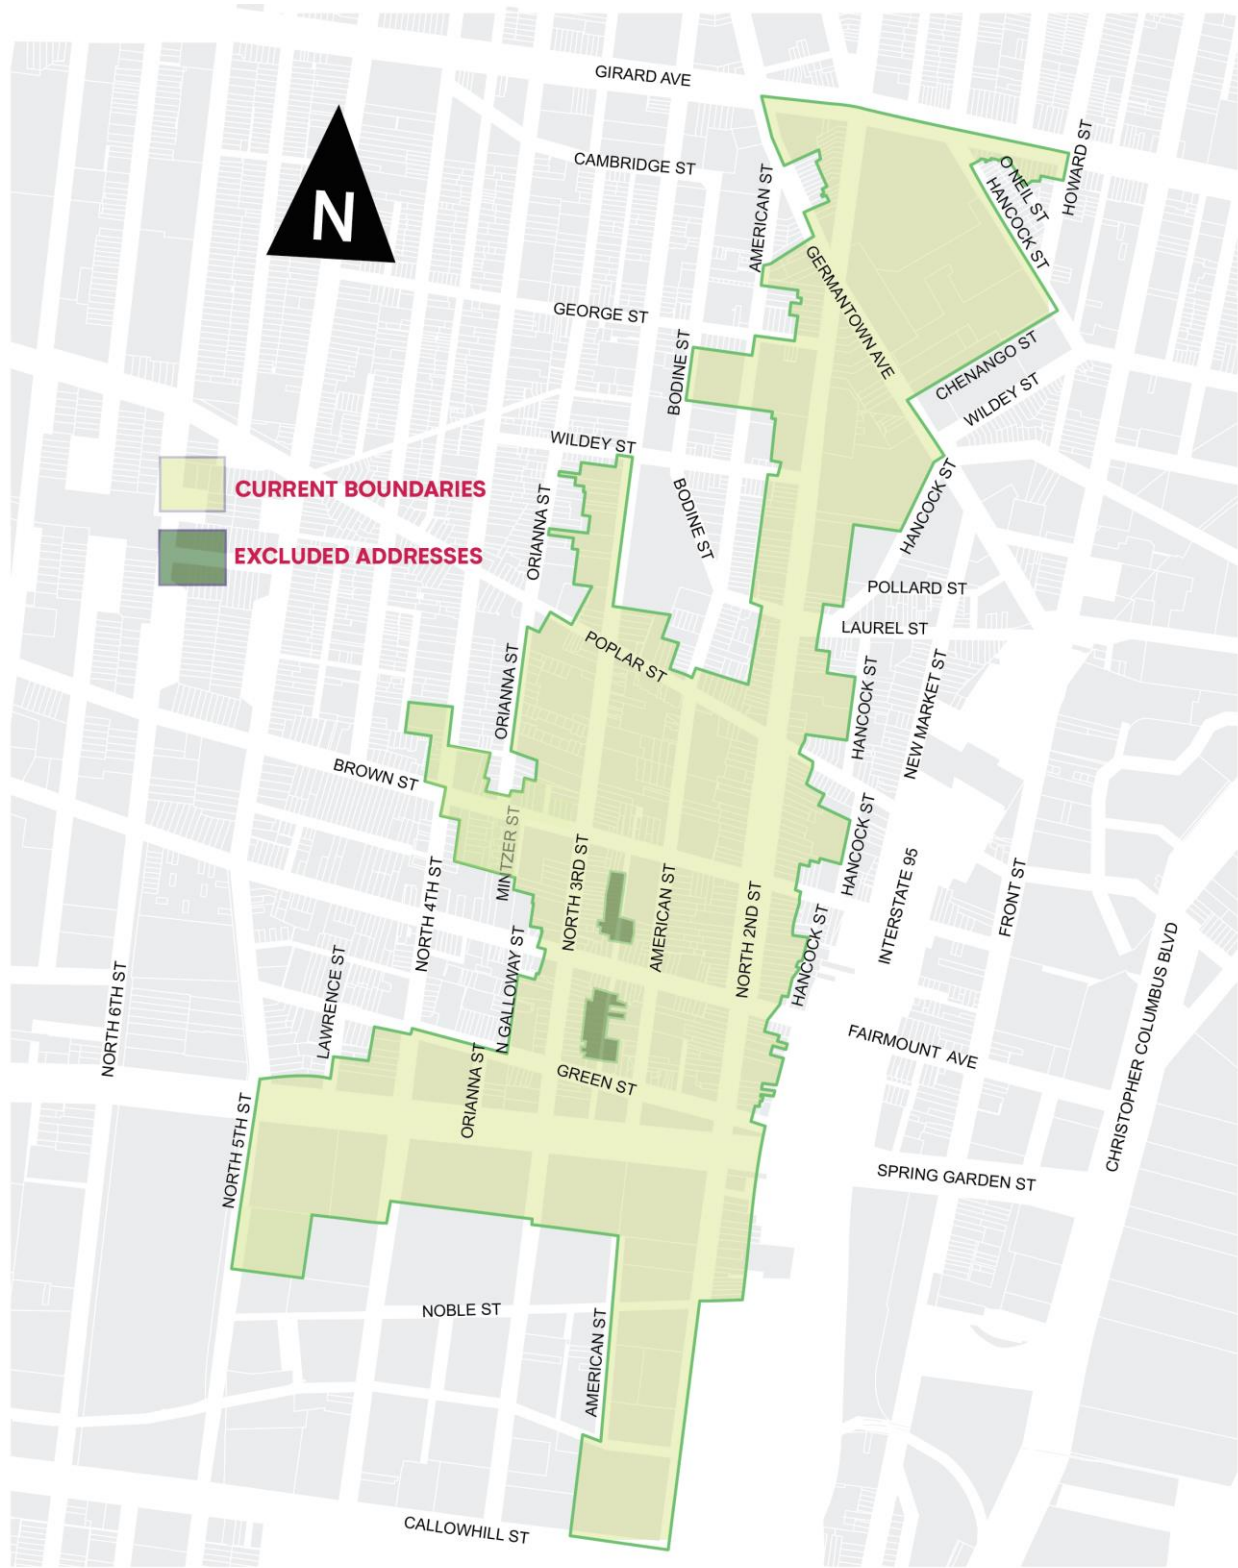 GIRARD AVE
CAMBRIDGE ST
HOWARD ST
O'NEIL ST
HANCOCK ST
AMERICAN ST
N
GERMANTOWN AVE
GEORGE ST
BODINE ST
CHENANGO ST
WILDEY ST
WILDEY ST
CURRENT BOUNDARIES
ORIANNA ST
BODINE ST
HANCOCK ST
EXCLUDED ADDRESSES
POLLARD ST
LAUREL ST
POPLAR ST
ORIANNA ST
HANCOCK ST
NEW MARKET ST
BROWN ST
MINTZER ST
HANCOCK ST
NORTH 3RD ST
NORTH 4TH ST
AMERICAN ST
NORTH 2ND ST
INTERSTATE 95
FRONT ST
HANCOCK ST
N GALLOWAY ST
LAWRENCE ST
NORTH 6TH ST
CHRISTOPHER COLUMBUS BLVD
FAIRMOUNT AVE
GREEN ST
ORIANNA ST
NORTH 5TH ST
SPRING GARDEN ST
NOBLE ST
AMERICAN ST
CALLOWHILL ST